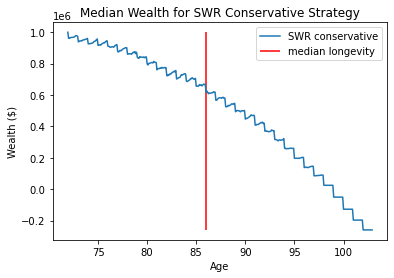 Median Wealth for SWR Conservative Strategy
1e6
SWR conservative
median longevity
1.0
0.8
0.6
0.4
0.2
0.0
−0.2
Wealth ($)
75
80
85
90
95
100
Age